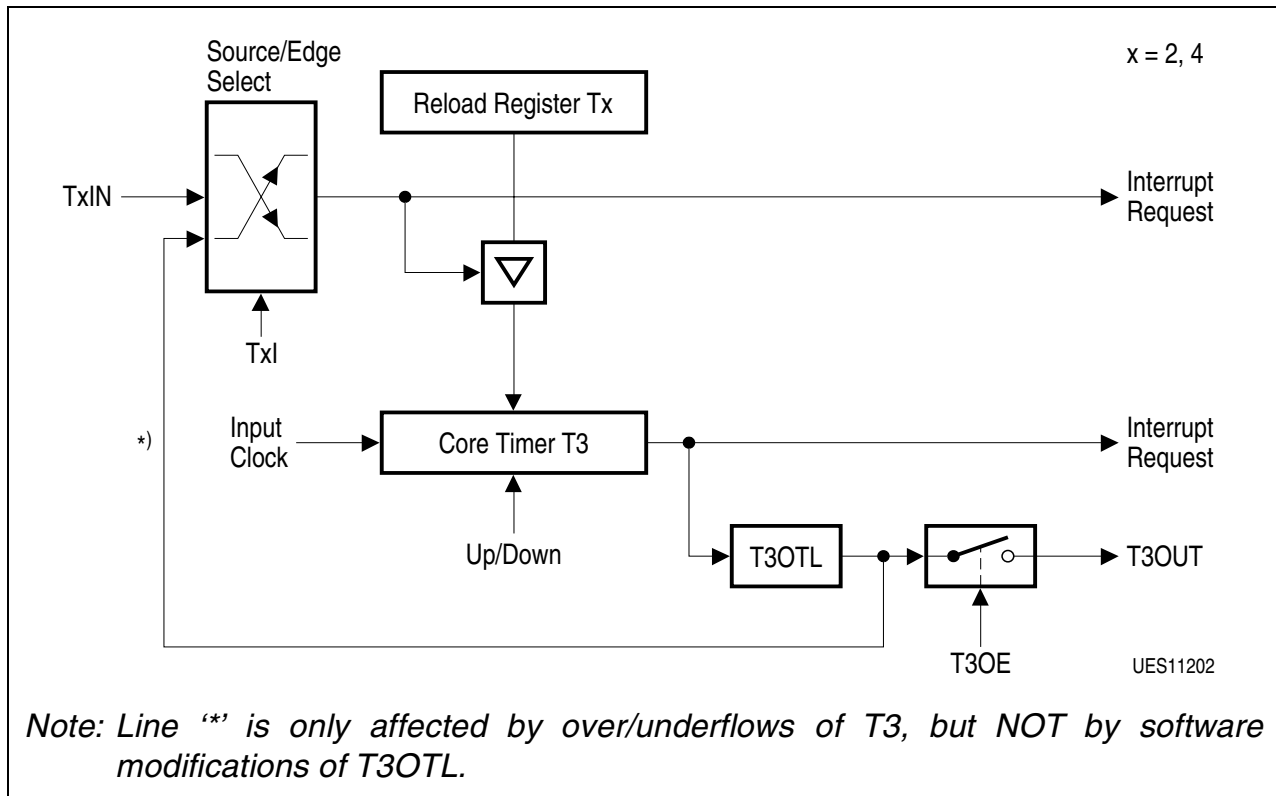 Source/Edge
Select
x = 2, 4
Reload Register Tx
TxIN
Interrupt
Request
TxI
*)
Input
Clock
Core Timer T3
Interrupt
Request
Up/Down
T3OTL
T3OUT
T3OE
UES11202
Note: Line ‘*’ is only affected by over/underflows of T3, but NOT by software
modifications of T3OTL.